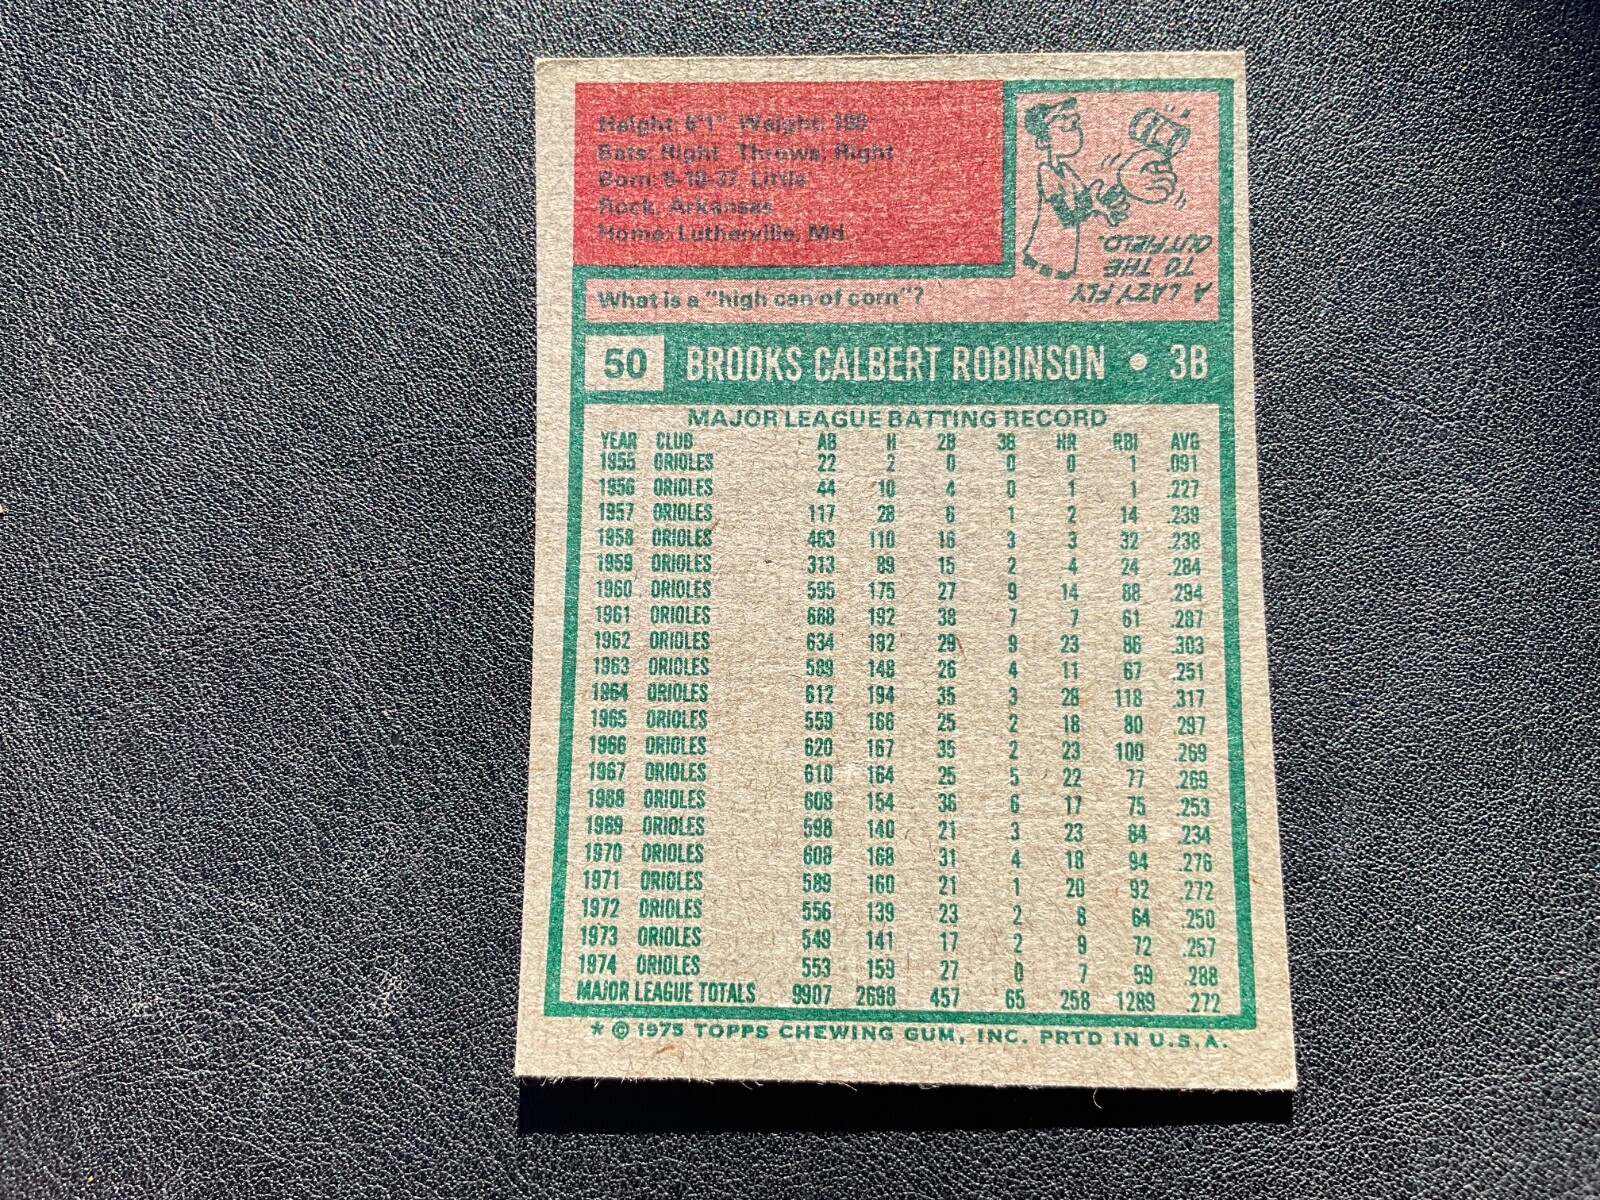 Height: 6'1" Weight: 190
Bats: Right Throws: Right
Born: 5-18-37, Little
Rock, Arkansas
Home: Lutherville, Md
A LAZY FLY
TO THE
OUTFIELD.
What is a "high can of corn"?
50 BROOKS CALBERT ROBINSON • 3B
MAJOR LEAGUE BATTING RECORD
YEAR CLUB AB H 2B 3B HR RBI AVG
1955 ORIOLES 22 2 0 0 0 1 .091
1956 ORIOLES 44 10 4 0 1 1 .227
1957 ORIOLES 117 28 6 1 2 14 .239
1958 ORIOLES 463 110 16 3 3 32 .238
1959 ORIOLES 313 89 15 2 4 24 .284
1960 ORIOLES 595 175 27 9 14 88 .294
1961 ORIOLES 668 192 38 7 7 61 .287
1962 ORIOLES 634 192 29 9 23 86 .303
1963 ORIOLES 589 148 26 4 11 67 .251
1964 ORIOLES 612 194 35 3 28 118 .317
1965 ORIOLES 559 166 25 2 18 80 .297
1966 ORIOLES 620 167 35 2 23 100 .269
1967 ORIOLES 610 164 25 5 22 77 .269
1968 ORIOLES 608 154 36 6 17 75 .253
1969 ORIOLES 598 140 21 3 23 84 .234
1970 ORIOLES 608 168 31 4 18 94 .276
1971 ORIOLES 589 160 21 1 20 92 .272
1972 ORIOLES 556 139 23 2 8 64 .250
1973 ORIOLES 549 141 17 2 9 72 .257
1974 ORIOLES 553 159 27 0 7 59 .288
MAJOR LEAGUE TOTALS 9907 2698 457 65 258 1289 .272
* © 1975 TOPPS CHEWING GUM, INC. PRTD IN U.S.A.